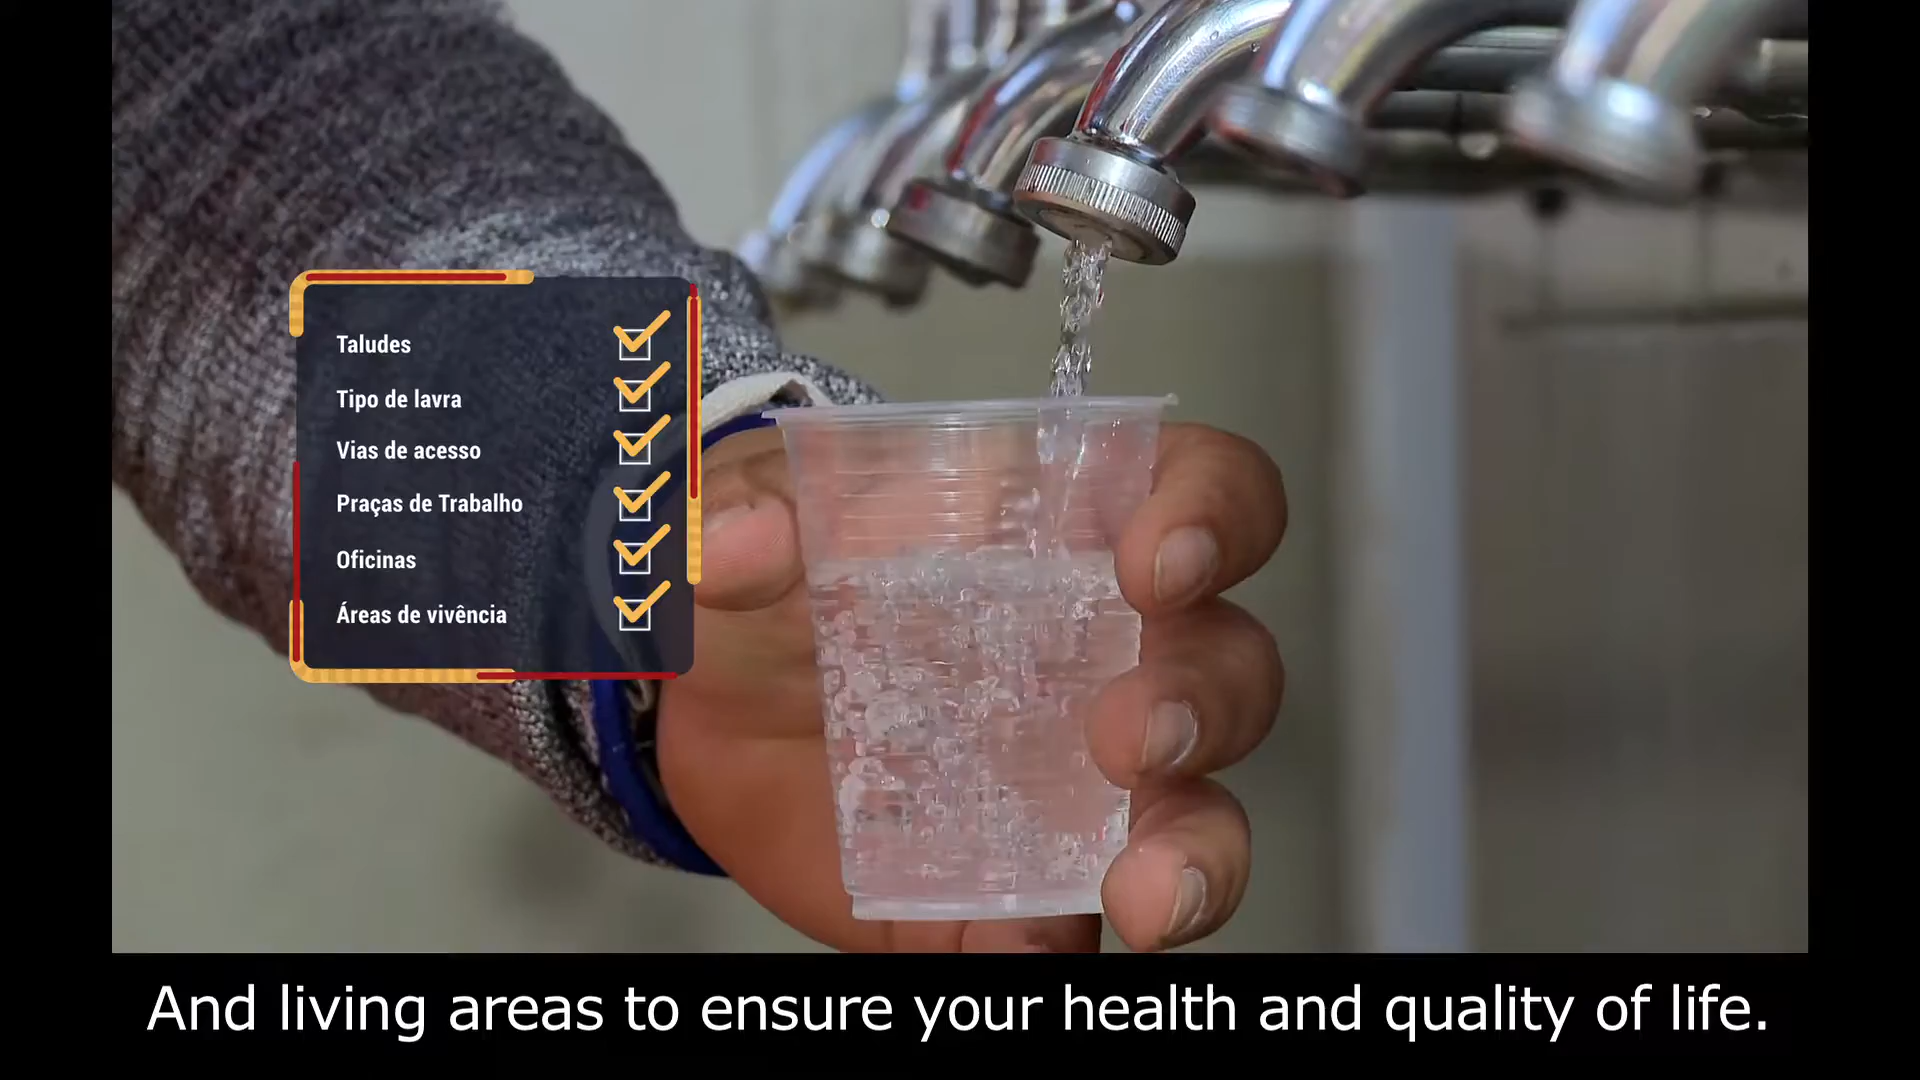 Taludes
Tipo de lavra
Vias de acesso
Praças de Trabalho
Oficinas
Áreas de vivência
And living areas to ensure your health and quality of life.